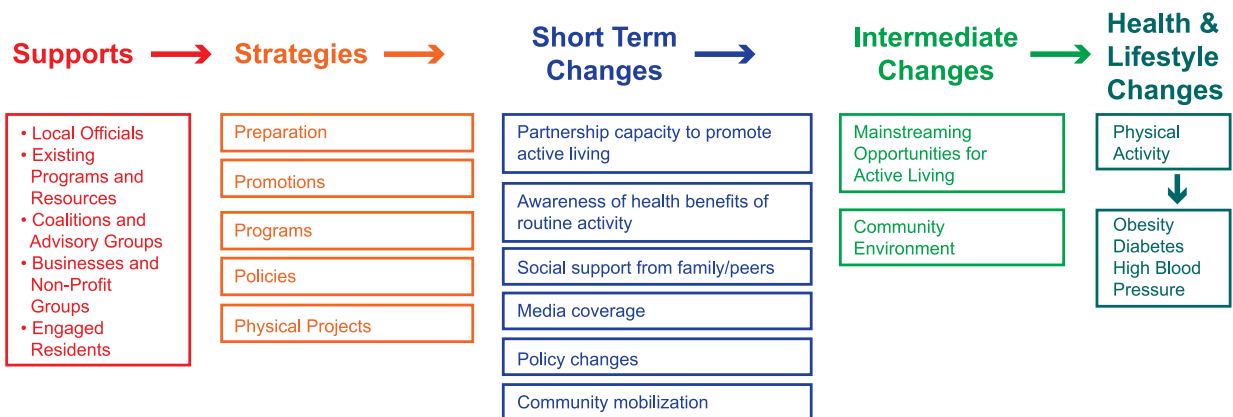 Supports
Strategies
Short Term
Changes
Intermediate
Changes
Health &
Lifestyle
Changes
• Local Officials
• Existing
Programs and
Resources
• Coalitions and
Advisory Groups
• Businesses and
Non-Profit
Groups
• Engaged
Residents
Preparation
Promotions
Programs
Policies
Physical Projects
Partnership capacity to promote
active living
Awareness of health benefits of
routine activity
Social support from family/peers
Media coverage
Policy changes
Community mobilization
Mainstreaming
Opportunities for
Active Living
Community
Environment
Physical
Activity
Obesity
Diabetes
High Blood
Pressure